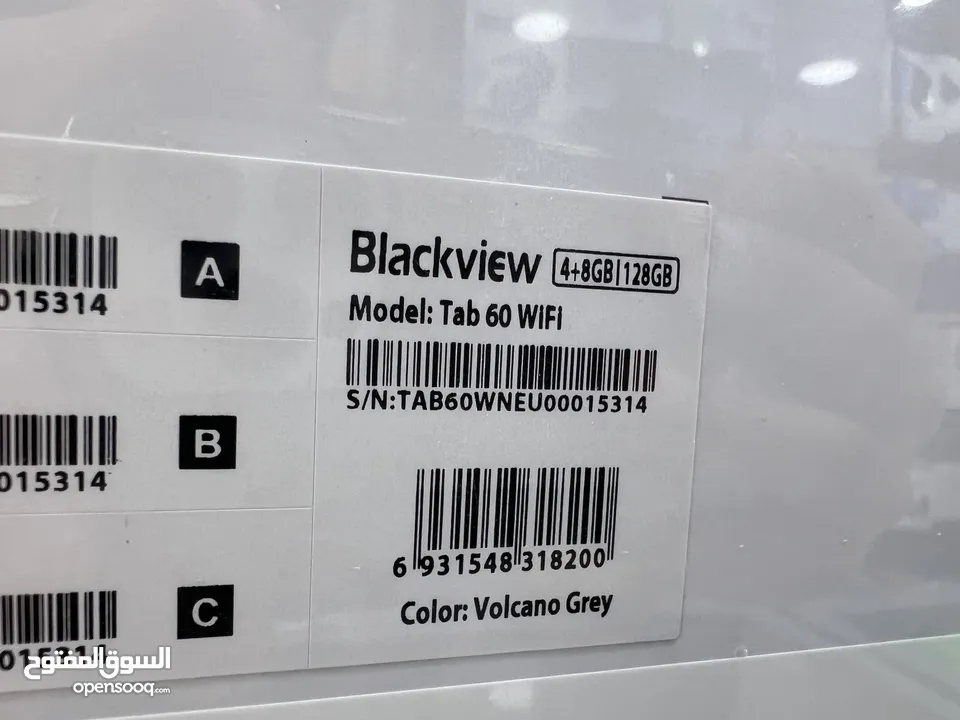 015314
A
015314
B
015314
C
Blackview 4+8GB|128GB
Model: Tab 60 WiFi
S/N:TAB60WNEU00015314
6 931548 318200
Color: Volcano Grey
السوق المفتوح
opensooq.com